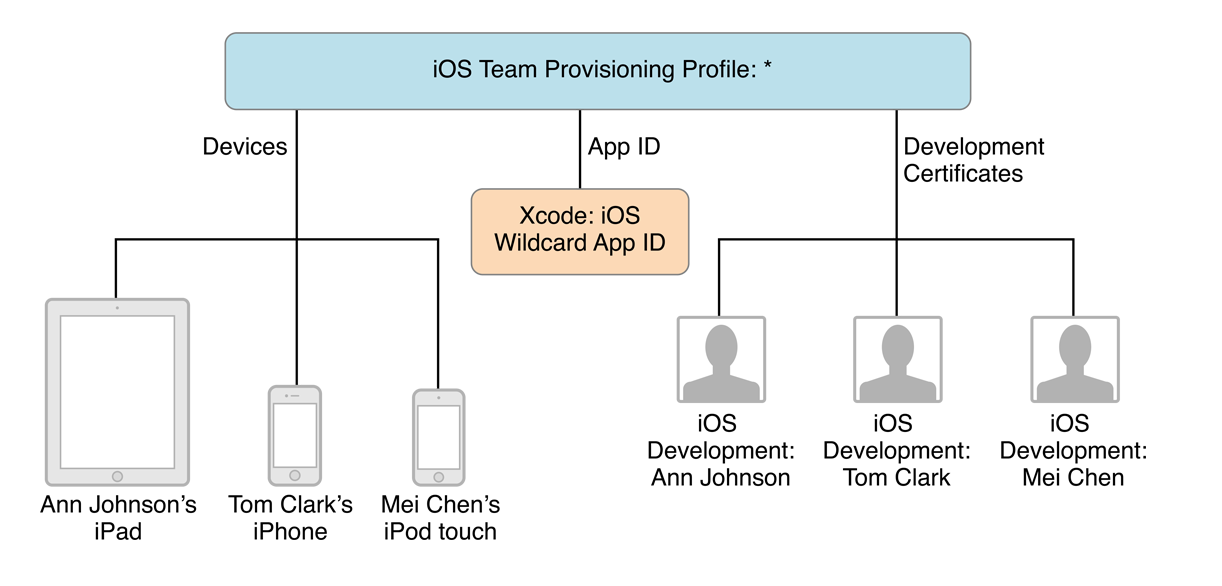 iOS Team Provisioning Profile: *
Devices
App ID
Development
Certificates
Xcode: iOS
Wildcard App ID
Ann Johnson’s
iPad
Tom Clark’s
iPhone
Mei Chen’s
iPod touch
iOS
Development:
Ann Johnson
iOS
Development:
Tom Clark
iOS
Development:
Mei Chen